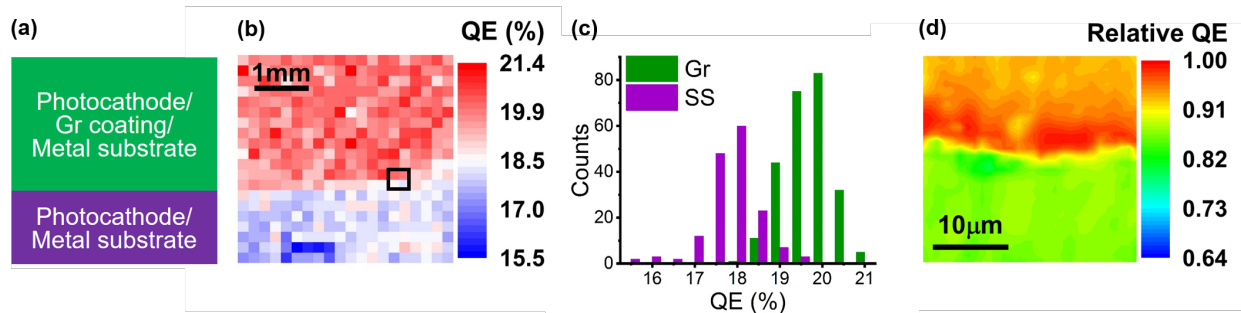 (a)
Photocathode/
Gr coating/
Metal substrate
Photocathode/
Metal substrate
(b)
QE (%)
1mm
21.4
19.9
18.5
17.0
15.5
(c)
Gr
SS
Counts
80
60
40
20
0
16 17 18 19 20 21
QE (%)
(d)
Relative QE
10μm
1.00
0.91
0.82
0.73
0.64